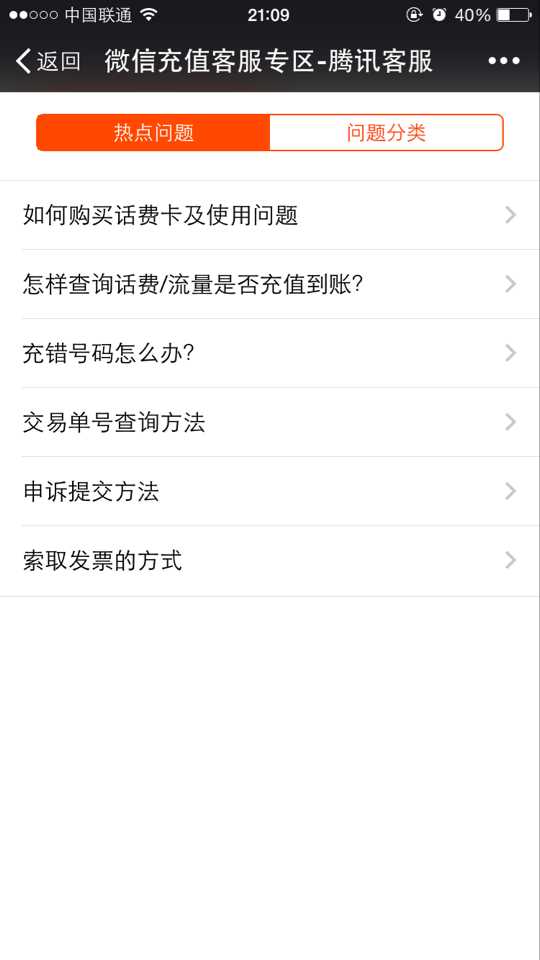 中国联通 21:09 40%
返回 微信充值客服专区-腾讯客服
热点问题 问题分类
如何购买话费卡及使用问题
怎样查询话费/流量是否充值到账?
充错号码怎么办?
交易单号查询方法
申诉提交方法
索取发票的方式